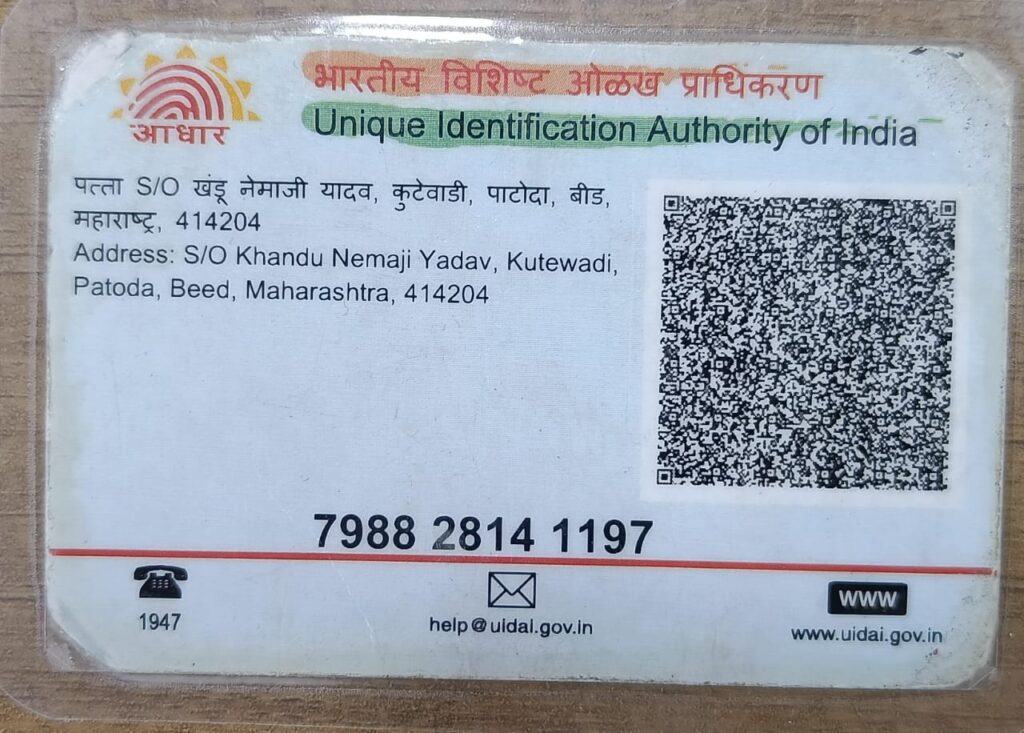 आधार
भारतीय विशिष्ट ओळख प्राधिकरण
Unique Identification Authority of India
पत्ता S/O खंडू नेमाजी यादव, कुटेवाडी, पाटोदा, बीड,
महाराष्ट्र, 414204
Address: S/O Khandu Nemaji Yadav, Kutewadi,
Patoda, Beed, Maharashtra, 414204
7988 2814 1197
1947
help@uidai.gov.in
www
www.uidai.gov.in